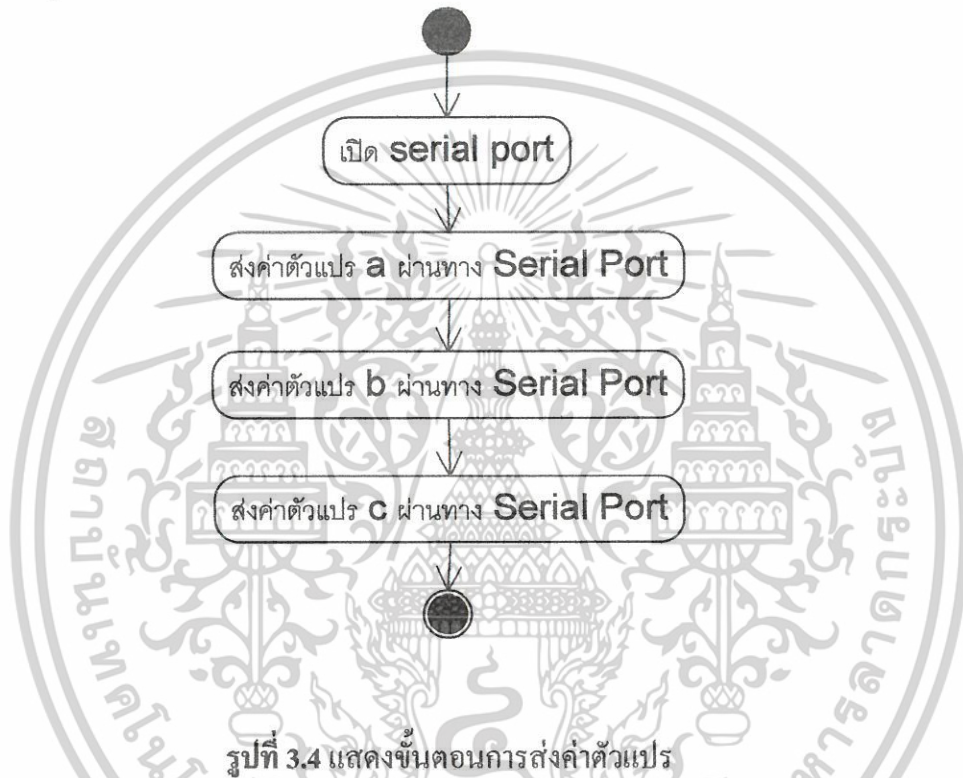 เปิด serial port
ส่งค่าตัวแปร a ผ่านทาง Serial Port
ส่งค่าตัวแปร b ผ่านทาง Serial Port
ส่งค่าตัวแปร c ผ่านทาง Serial Port
รูปที่ 3.4 แสดงขั้นตอนการส่งค่าตัวแปร